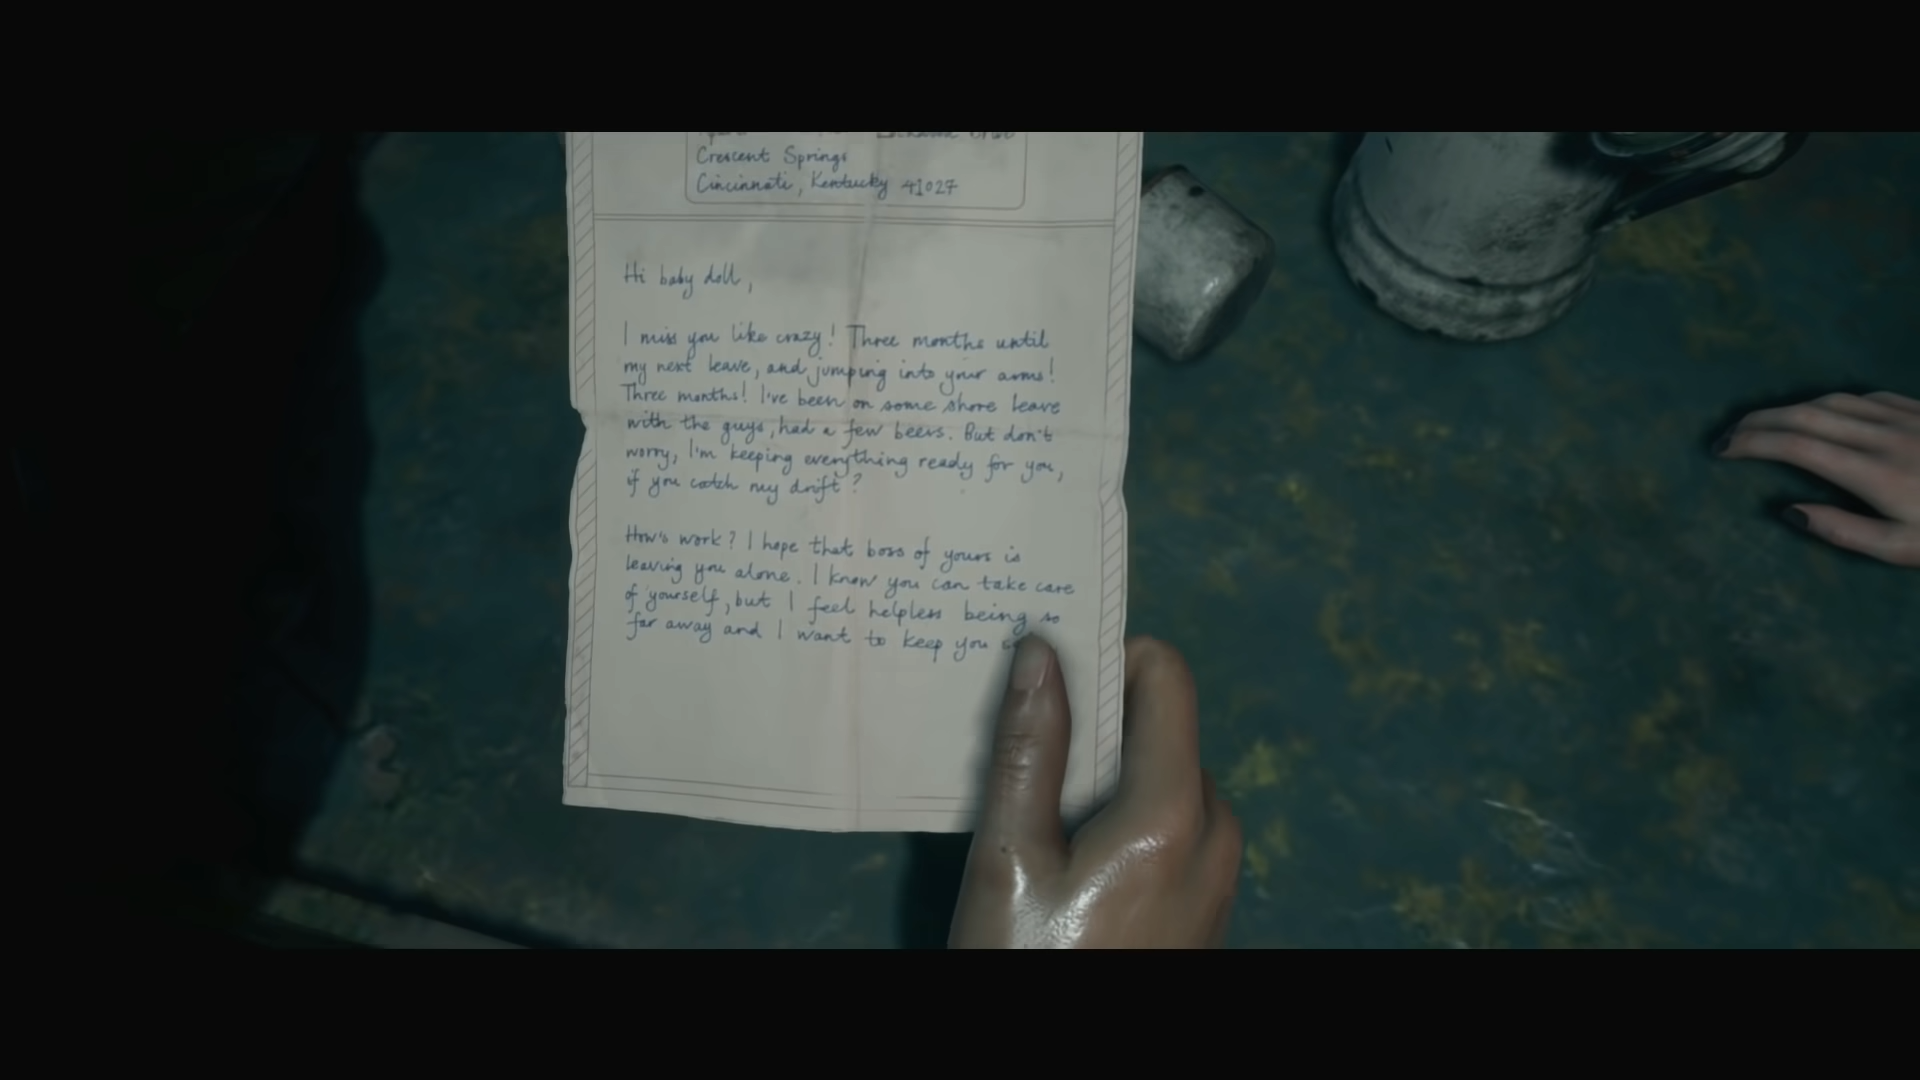 Crescent Springs
Cincinnati, Kentucky 41027
Hi baby doll,
I miss you like crazy! Three months until
my next leave, and jumping into your arms!
Three months! I've been on some shore leave
with the guys, had a few beers. But don't
worry, I'm keeping everything ready for you,
if you catch my drift?
How's work? I hope that boss of yours is
leaving you alone. I know you can take care
of yourself, but I feel helpless being so
far away and I want to keep you